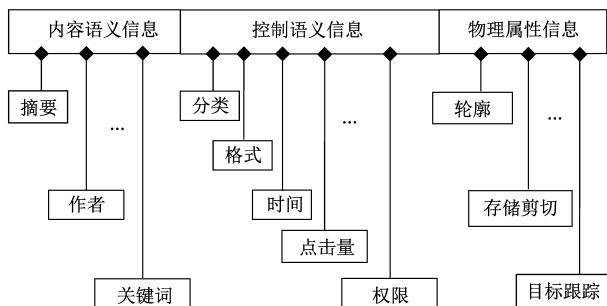 内容语义信息 控制语义信息 物理属性信息
摘要 分类 轮廓
... ... ...
格式
作者 时间 存储剪切
点击量
关键词 权限 目标跟踪